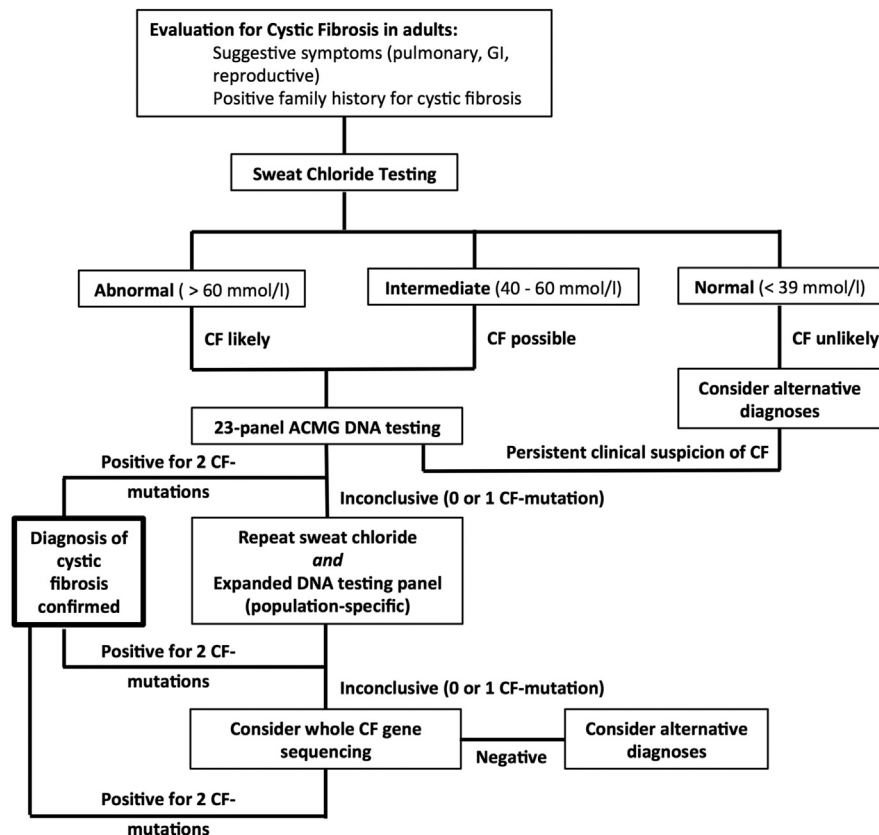 Evaluation for Cystic Fibrosis in adults:
Suggestive symptoms (pulmonary, GI,
reproductive)
Positive family history for cystic fibrosis
Sweat Chloride Testing
Abnormal ( > 60 mmol/l)
Intermediate (40 - 60 mmol/l)
Normal (< 39 mmol/l)
CF likely
CF possible
CF unlikely
Consider alternative
diagnoses
23-panel ACMG DNA testing
Persistent clinical suspicion of CF
Positive for 2 CF-
mutations
Inconclusive (0 or 1 CF-mutation)
Diagnosis of
cystic
fibrosis
confirmed
Repeat sweat chloride
and
Expanded DNA testing panel
(population-specific)
Positive for 2 CF-
mutations
Inconclusive (0 or 1 CF-mutation)
Consider whole CF gene
sequencing
Negative
Consider alternative
diagnoses
Positive for 2 CF-
mutations